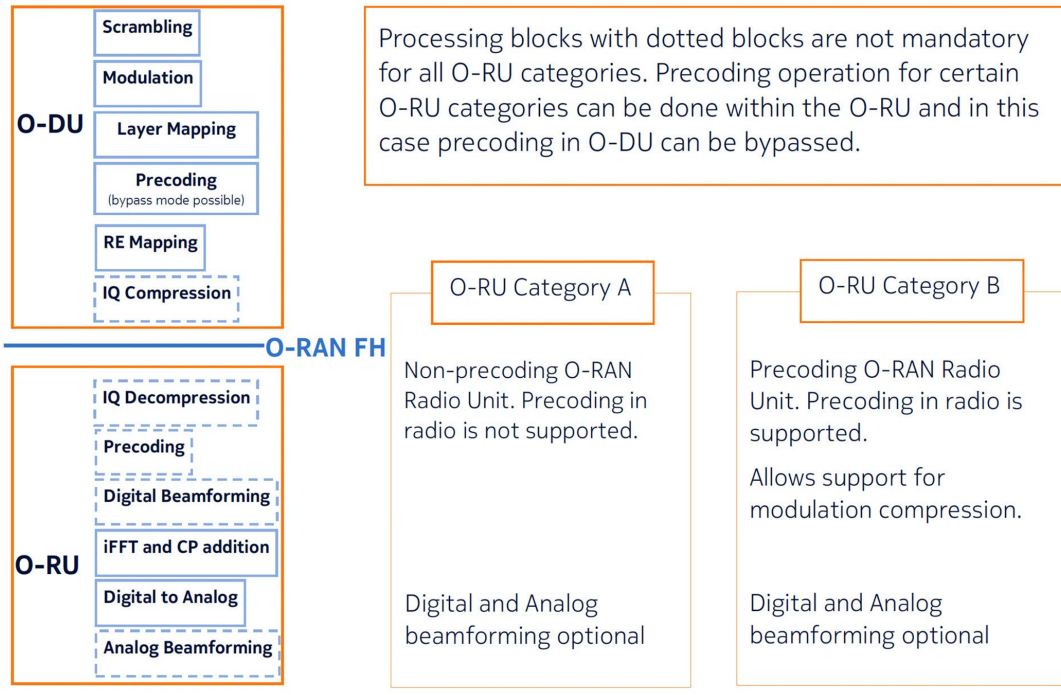 O-DU
Scrambling
Modulation
Layer Mapping
Precoding
(bypass mode possible)
RE Mapping
IQ Compression
O-RAN FH
O-RU
IQ Decompression
Precoding
Digital Beamforming
iFFT and CP addition
Digital to Analog
Analog Beamforming
Processing blocks with dotted blocks are not mandatory
for all O-RU categories. Precoding operation for certain
O-RU categories can be done within the O-RU and in this
case precoding in O-DU can be bypassed.
O-RU Category A
Non-precoding O-RAN
Radio Unit. Precoding in
radio is not supported.
Digital and Analog
beamforming optional
O-RU Category B
Precoding O-RAN Radio
Unit. Precoding in radio is
supported.
Allows support for
modulation compression.
Digital and Analog
beamforming optional